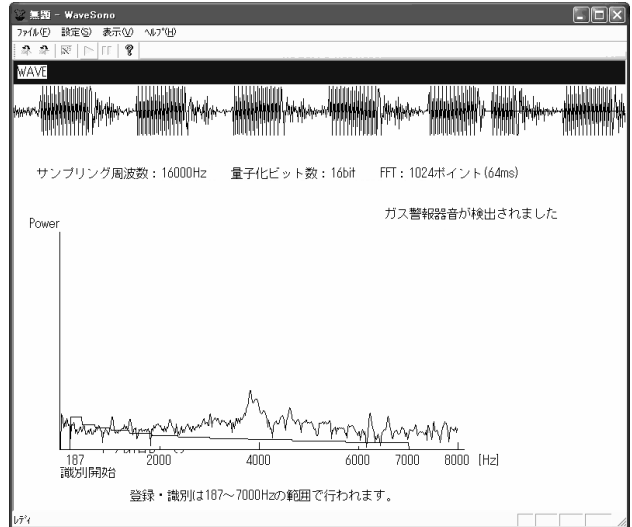 無題 - WaveSono
ファイル(F) 設定(S) 表示(V) ヘルプ(H)
WAVE
サンプリング周波数：16000Hz 量子化ビット数：16bit FFT：1024ポイント(64ms)
ガス警報器音が検出されました
Power
187 2000 4000 6000 7000 8000 [Hz]
識別開始
登録・識別は187～7000Hzの範囲で行われます。
レディ